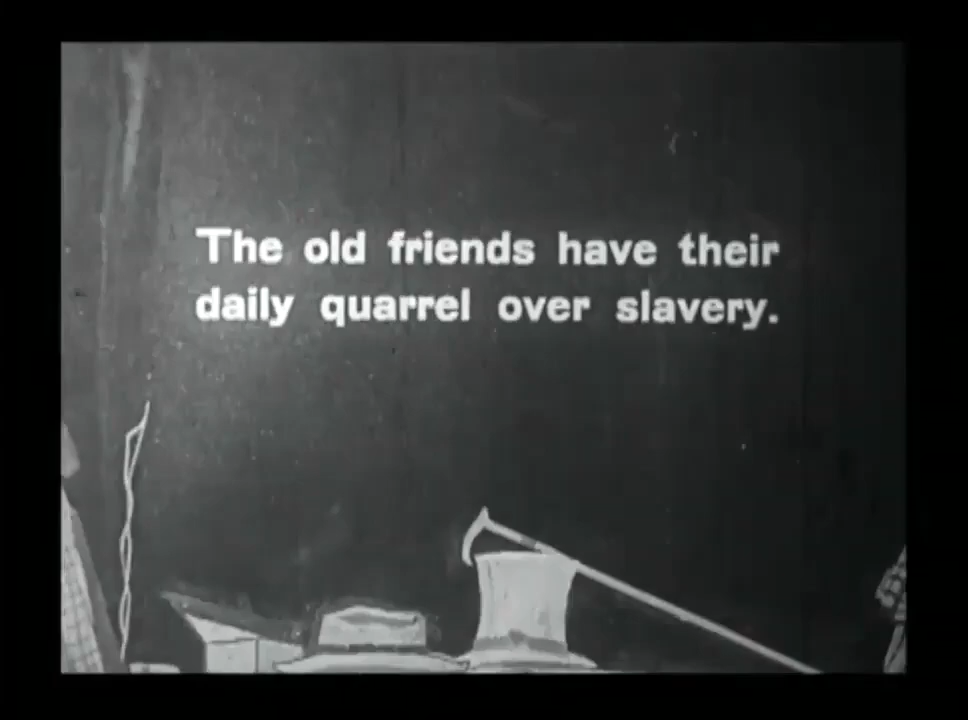 The old friends have their
daily quarrel over slavery.